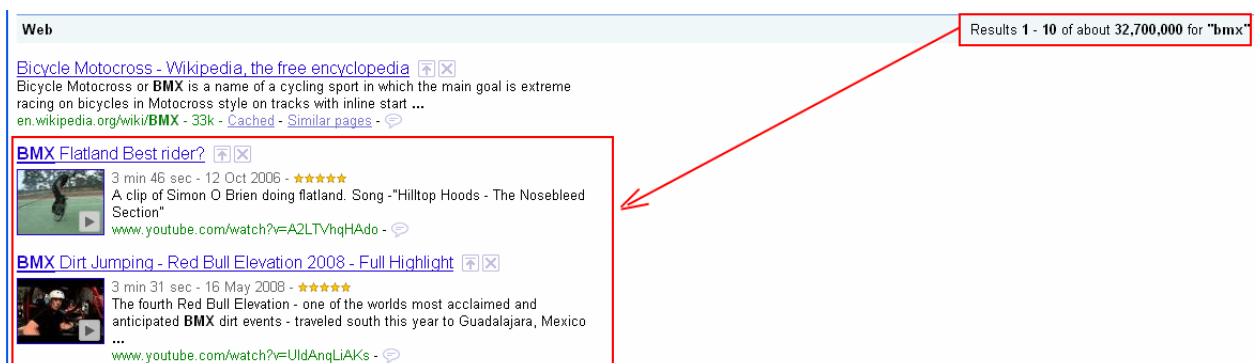 Web
Results 1 - 10 of about 32,700,000 for "bmx"
Bicycle Motocross - Wikipedia, the free encyclopedia
Bicycle Motocross or BMX is a name of a cycling sport in which the main goal is extreme
racing on bicycles in Motocross style on tracks with inline start ...
en.wikipedia.org/wiki/BMX - 33k - Cached - Similar pages -
BMX Flatland Best rider?
3 min 46 sec - 12 Oct 2006 -
A clip of Simon O Brien doing flatland. Song -"Hilltop Hoods - The Nosebleed
Section"
www.youtube.com/watch?v=A2LTVhqHAdo -
BMX Dirt Jumping - Red Bull Elevation 2008 - Full Highlight
3 min 31 sec - 16 May 2008 -
The fourth Red Bull Elevation - one of the worlds most acclaimed and
anticipated BMX dirt events - traveled south this year to Guadalajara, Mexico
...
www.youtube.com/watch?v=UldAnqLiAKs -